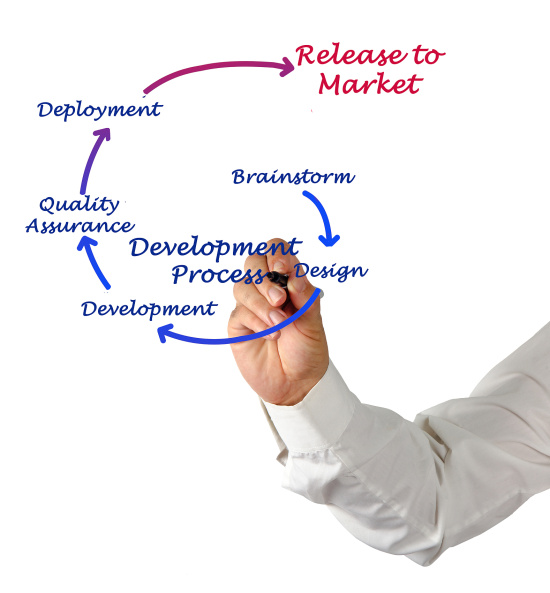 Release to
Market
Deployment
Brainstorm
Quality
Assurance
Development
Process
Design
Development